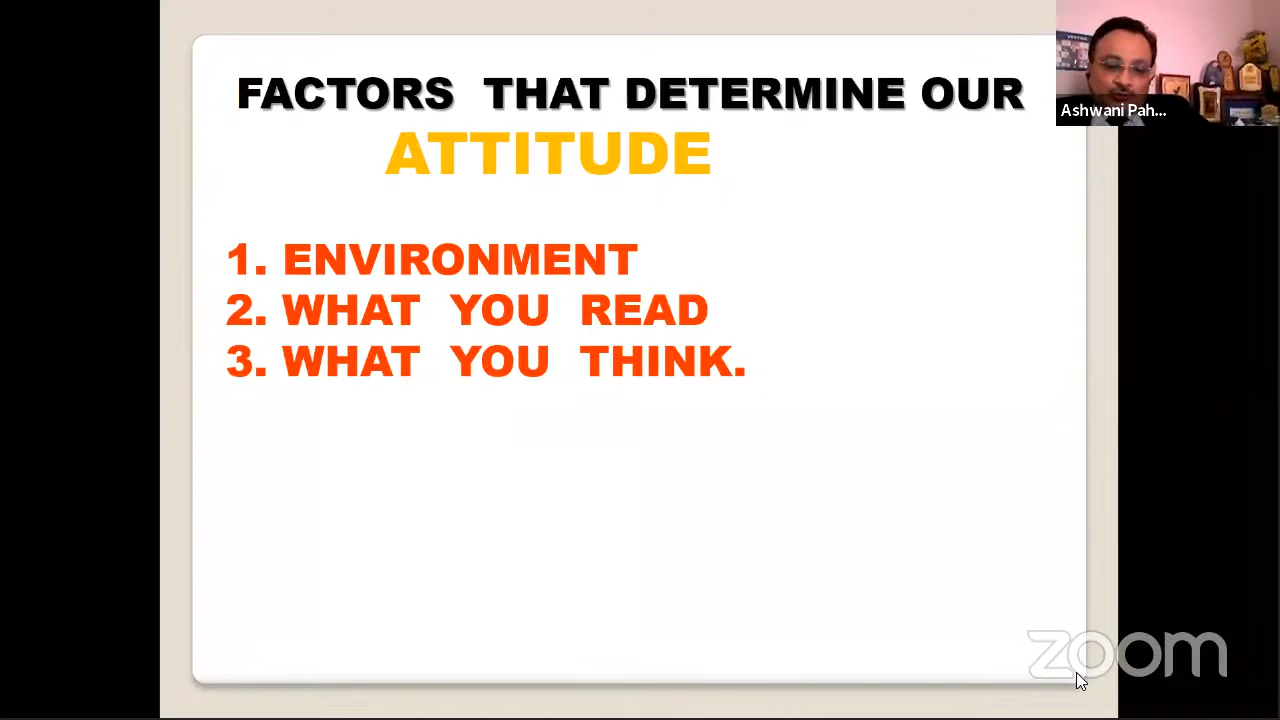 FACTORS THAT DETERMINE OUR
ATTITUDE
1. ENVIRONMENT
2. WHAT YOU READ
3. WHAT YOU THINK.
Ashwani Pah...
zoom